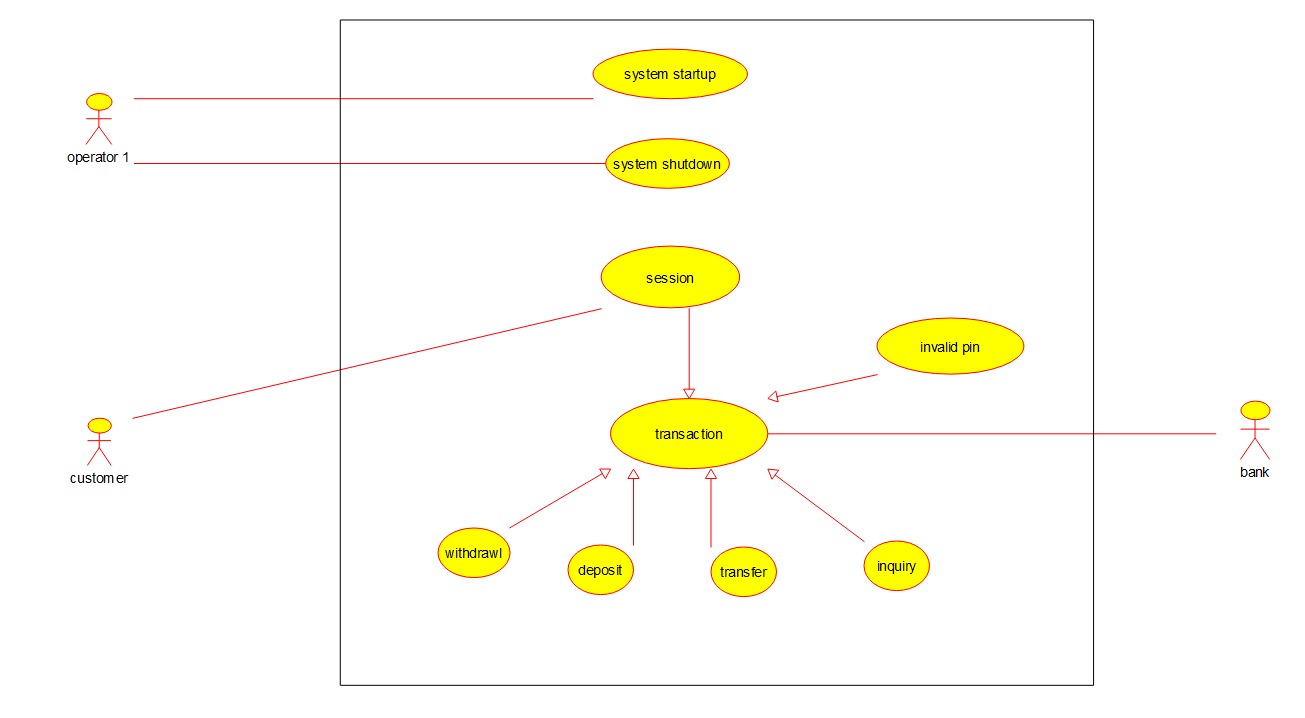 system startup
operator 1
system shutdown
session
invalid pin
transaction
customer
bank
withdrawl
deposit
transfer
inquiry